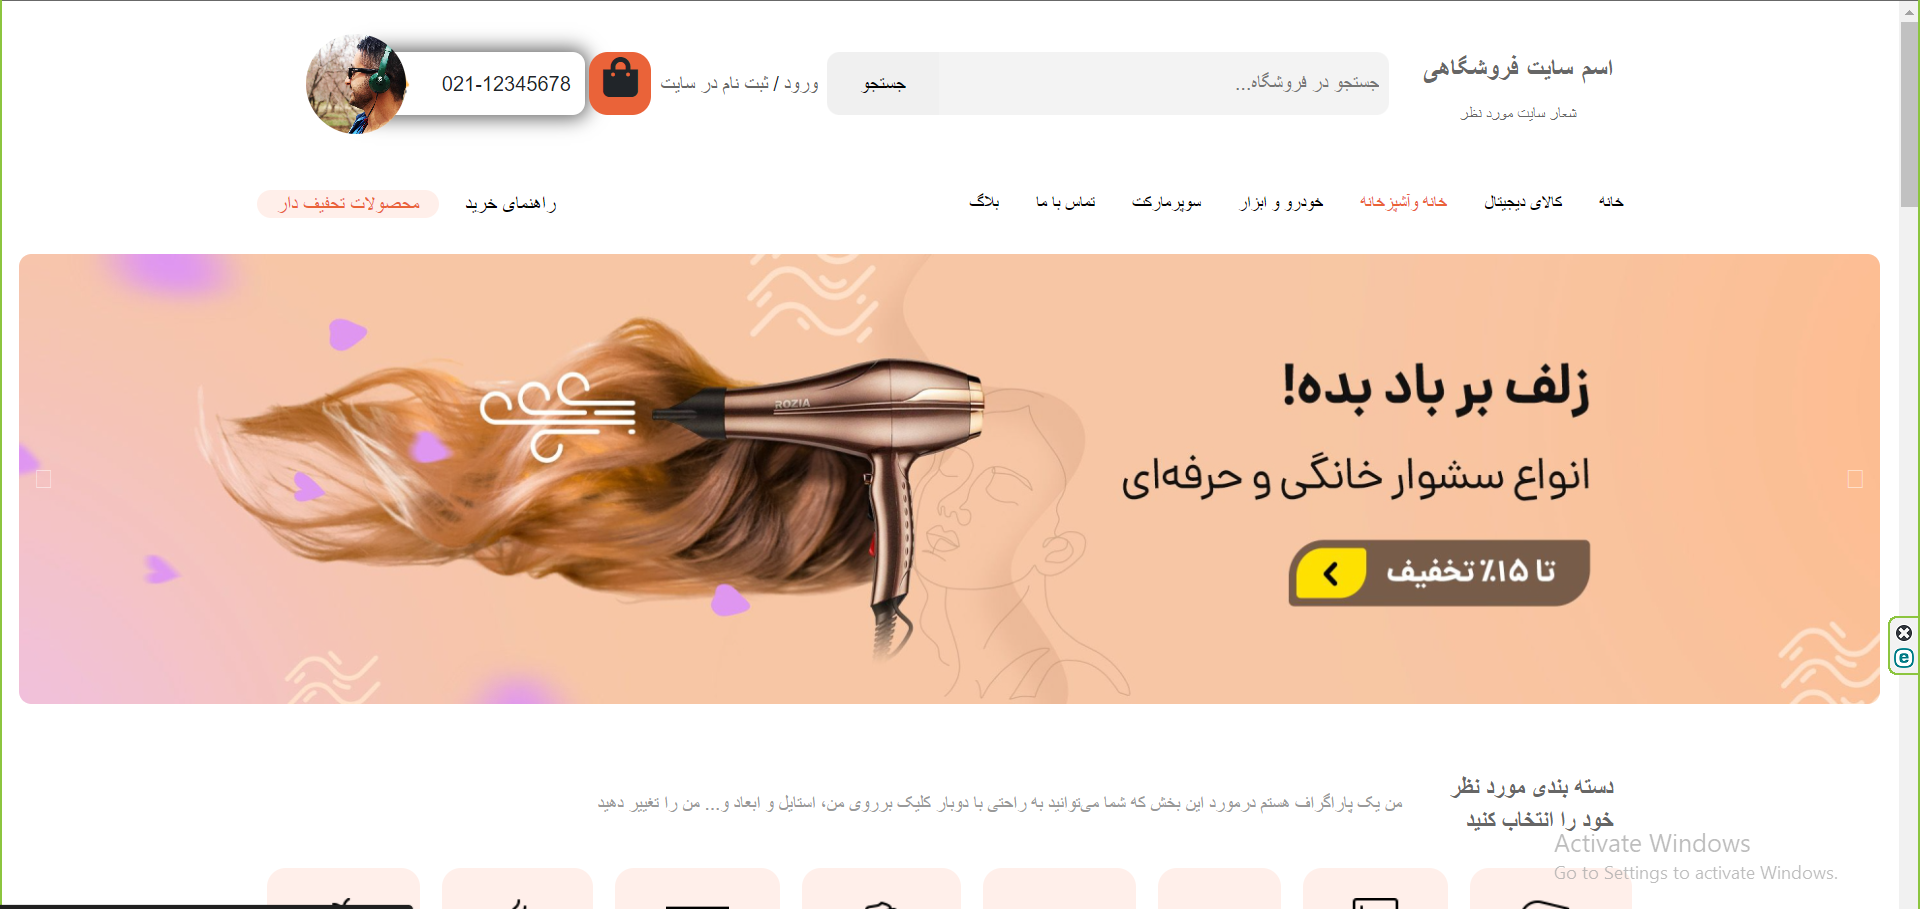 اسم سایت فروشگاهی
شعار سایت مورد نظر
جستجو در فروشگاه...
جستجو
ورود / ثبت نام در سایت
021-12345678
خانه
کالای دیجیتال
خانه وآشپزخانه
خودرو و ابزار
سوپرمارکت
تماس با ما
بلاگ
راهنمای خرید
محصولات تحفیف دار
زلف بر باد بده!
انواع سشوار خانگی و حرفه‌ای
تا ۱۵٪ تخفیف
ROZIA
دسته بندی مورد نظر
خود را انتخاب کنید
من یک پاراگراف هستم درمورد این بخش که شما می‌توانید به راحتی با دوبار کلیک برروی من، استایل و ابعاد و... من را تغییر دهید
Activate Windows
Go to Settings to activate Windows.